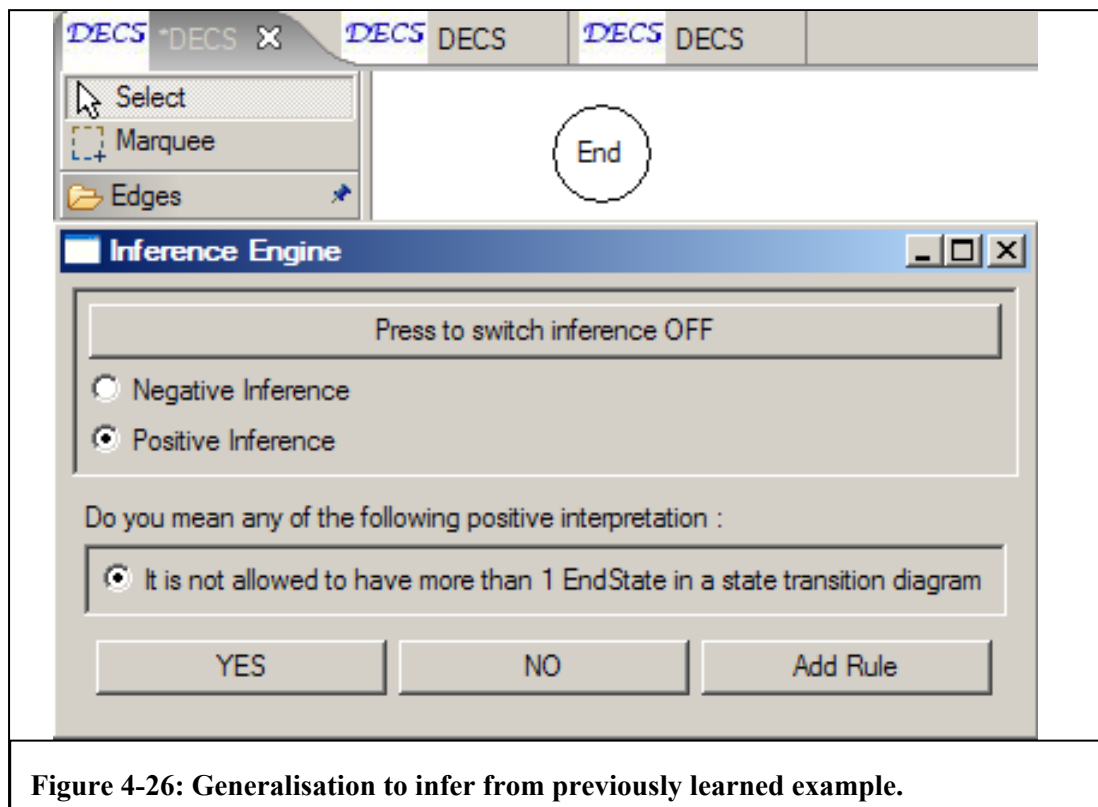 DECS *DECS DECS DECS DECS DECS
Select
Marquee
End
Edges
Inference Engine
Press to switch inference OFF
Negative Inference
Positive Inference
Do you mean any of the following positive interpretation :
It is not allowed to have more than 1 EndState in a state transition diagram
YES NO Add Rule
Figure 4-26: Generalisation to infer from previously learned example.